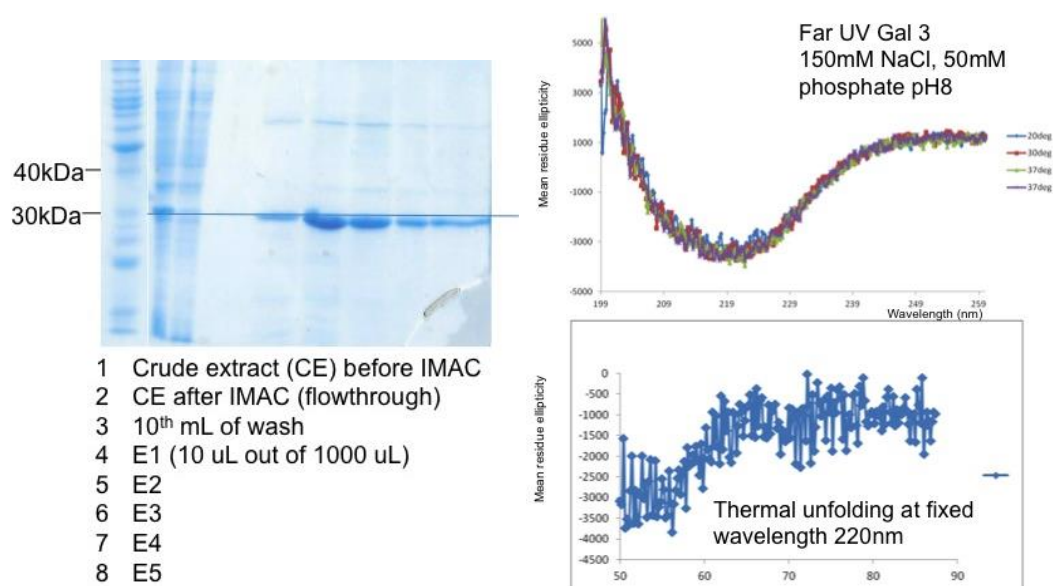 40kDa
30kDa
1 Crude extract (CE) before IMAC
2 CE after IMAC (flowthrough)
3 10th mL of wash
4 E1 (10 uL out of 1000 uL)
5 E2
6 E3
7 E4
8 E5
Far UV Gal 3
150mM NaCl, 50mM
phosphate pH8
Mean residue ellipticity
5000
3000
1000
-1000
-3000
-5000
199 209 219 229 239 249 259
Wavelength (nm)
20deg
30deg
37deg
37deg
Mean residue ellipticity
0
-500
-1000
-1500
-2000
-2500
-3000
-3500
-4000
-4500
50 60 70 80 90
Thermal unfolding at fixed
wavelength 220nm